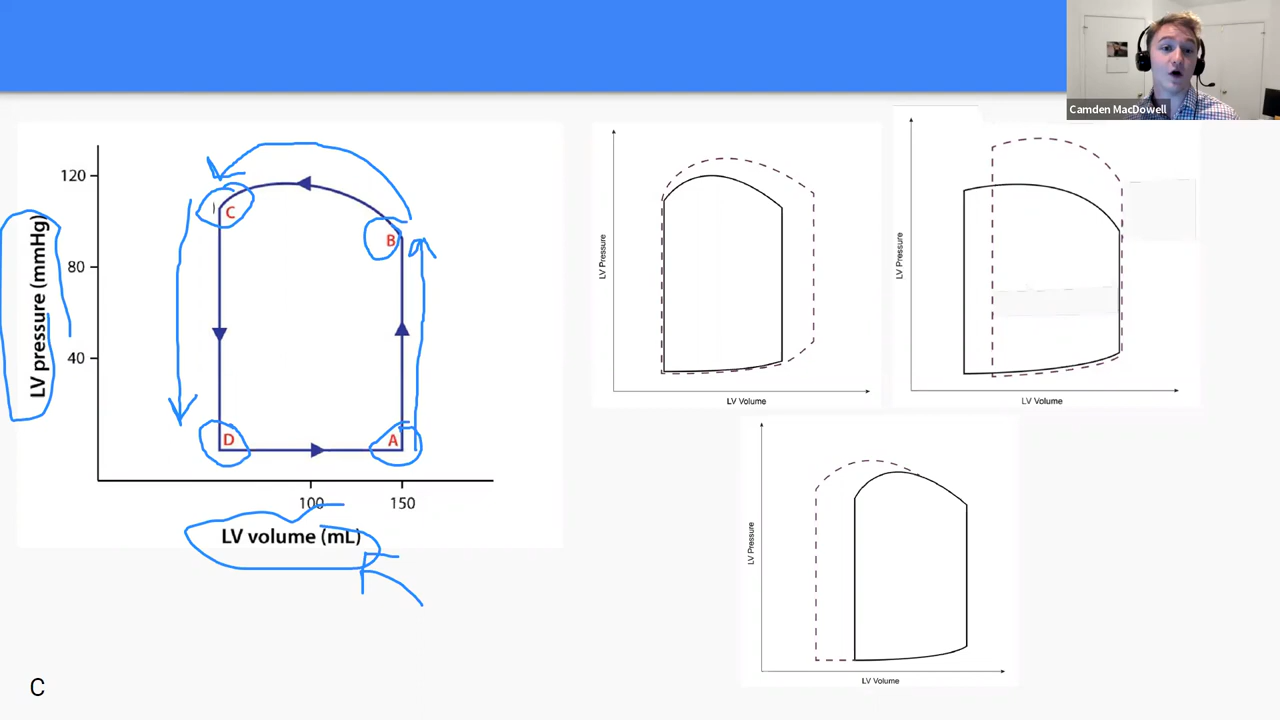 Camden MacDowell
120
80
40
LV pressure (mmHg)
C
B
D
A
100
150
LV volume (mL)
LV Pressure
LV Volume
LV Pressure
LV Volume
LV Pressure
LV Volume
C